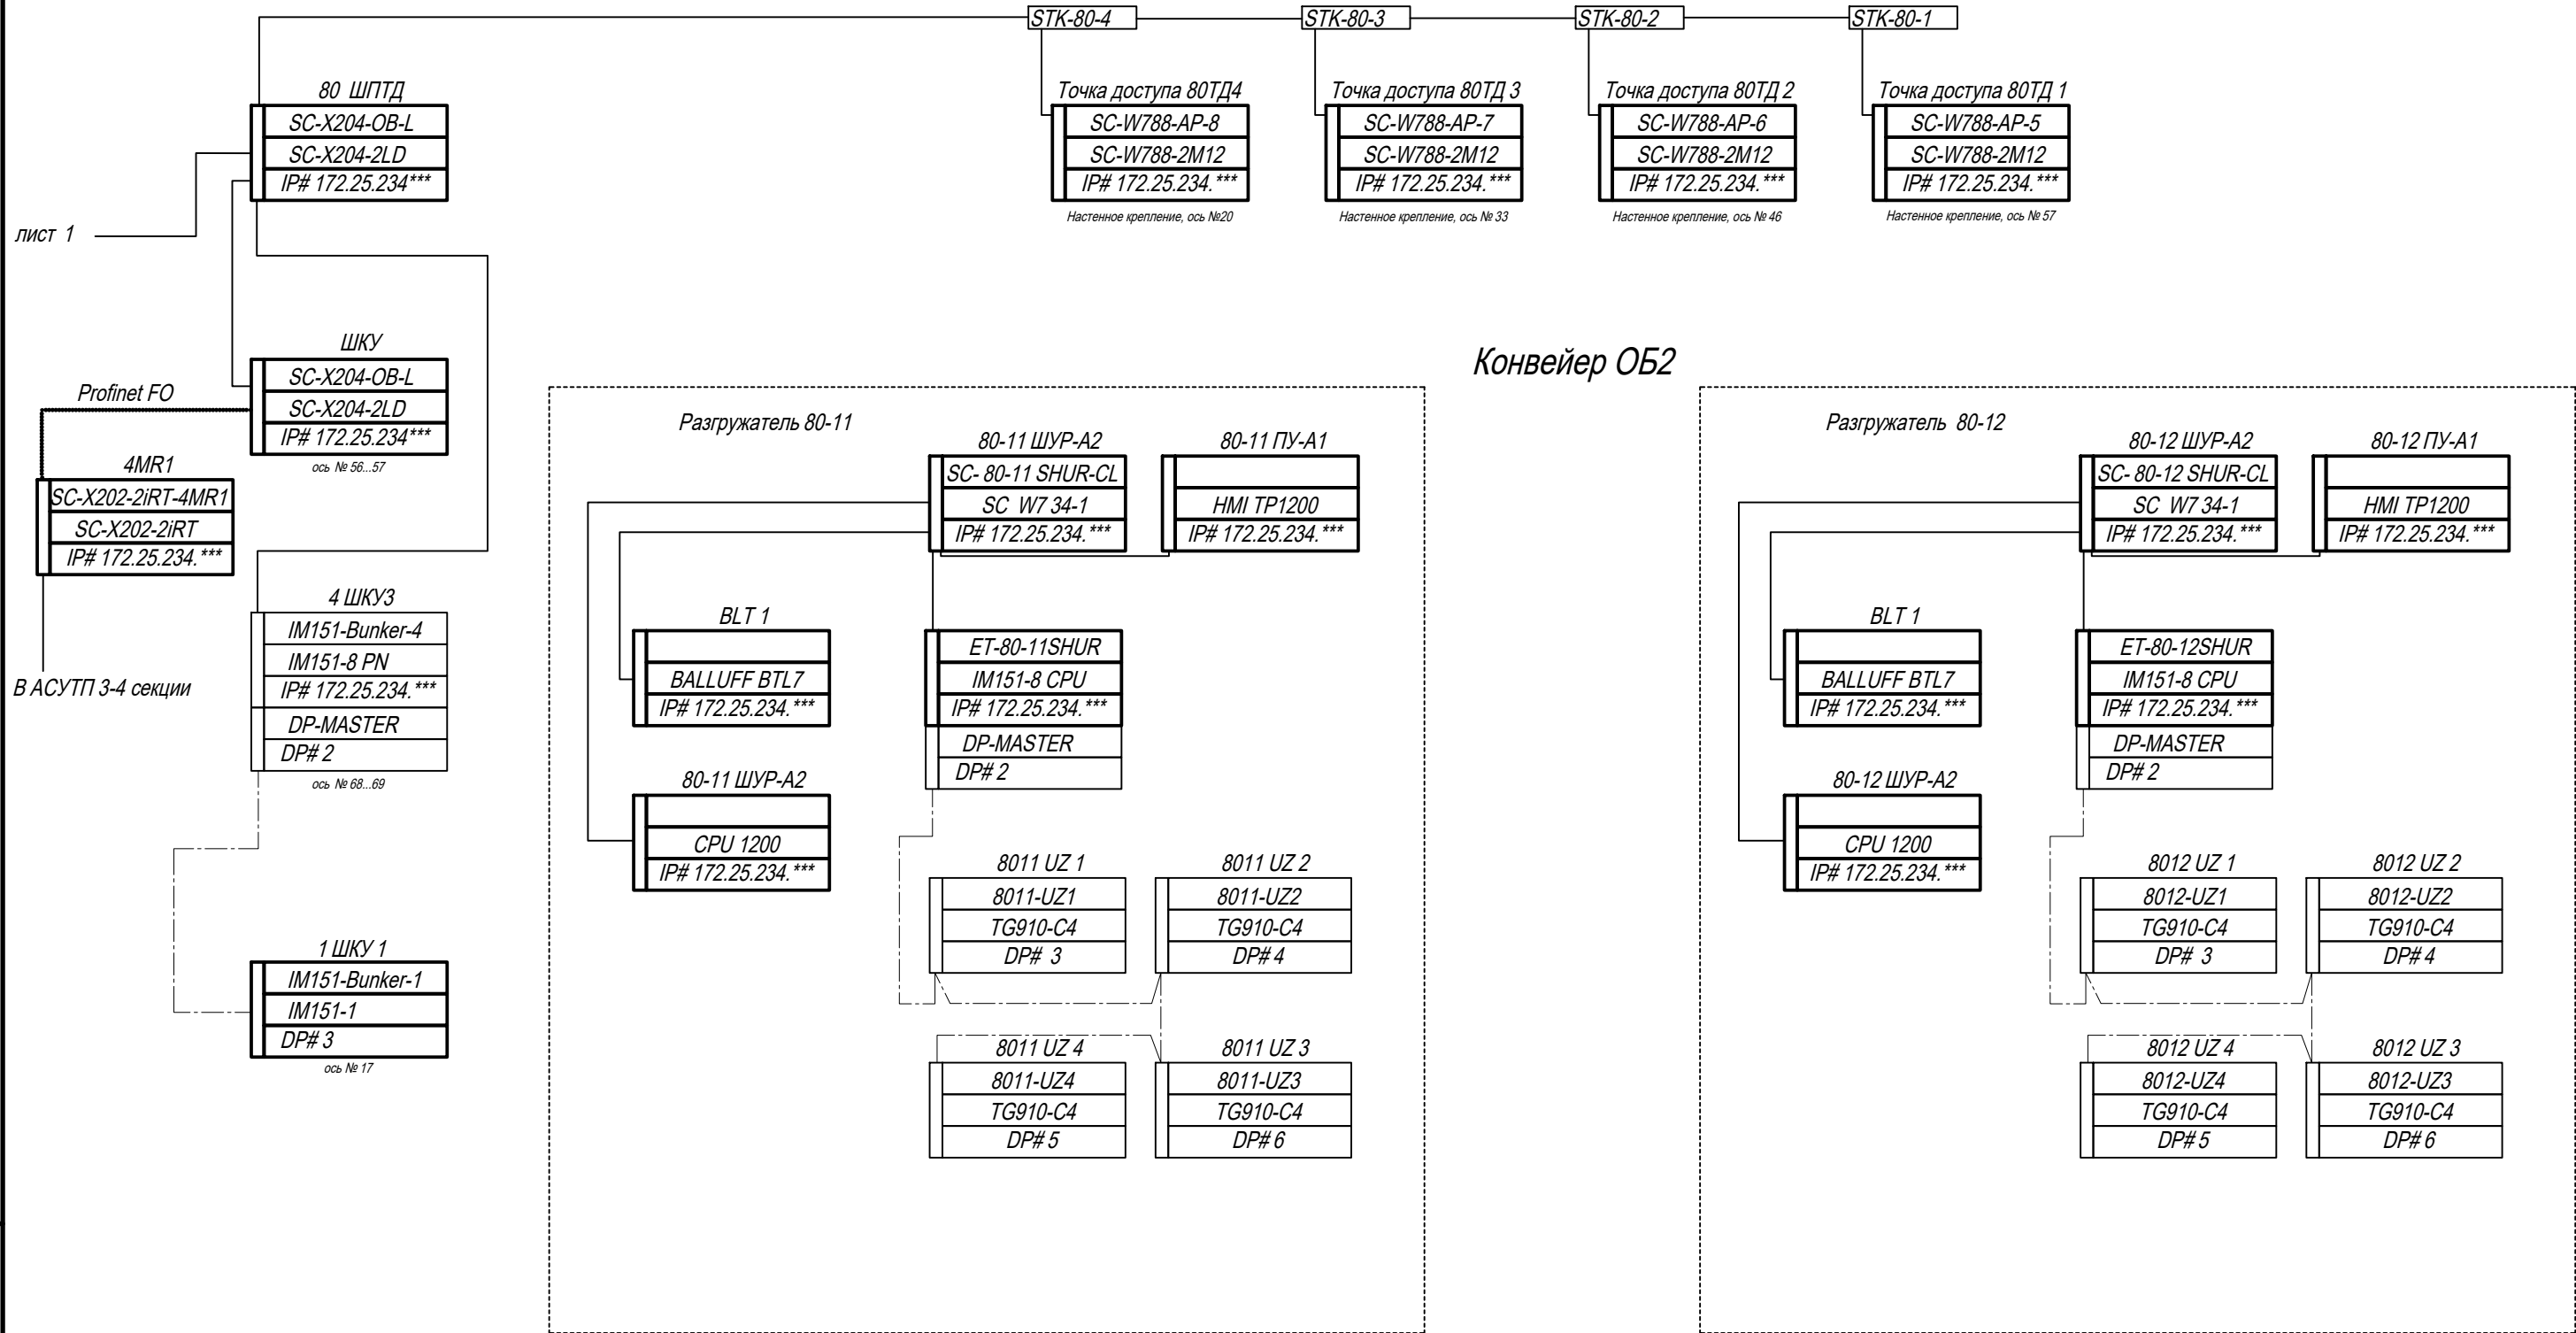 STK-80-4
STK-80-3
STK-80-2
STK-80-1
80 ШПТД
SC-X204-OB-L
SC-X204-2LD
IP# 172.25.234***
Точка доступа 80ТД4
SC-W788-AP-8
SC-W788-2M12
IP# 172.25.234.***
Настенное крепление, ось №20
Точка доступа 80ТД 3
SC-W788-AP-7
SC-W788-2M12
IP# 172.25.234.***
Настенное крепление, ось № 33
Точка доступа 80ТД 2
SC-W788-AP-6
SC-W788-2M12
IP# 172.25.234.***
Настенное крепление, ось № 46
Точка доступа 80ТД 1
SC-W788-AP-5
SC-W788-2M12
IP# 172.25.234.***
Настенное крепление, ось № 57
лист 1
ШКУ
SC-X204-OB-L
SC-X204-2LD
IP# 172.25.234***
ось № 56...57
Profinet FO
4MR1
SC-X202-2iRT-4MR1
SC-X202-2iRT
IP# 172.25.234.***
В АСУТП 3-4 секции
4 ШКУ3
IM151-Bunker-4
IM151-8 PN
IP# 172.25.234.***
DP-MASTER
DP# 2
ось № 68...69
1 ШКУ 1
IM151-Bunker-1
IM151-1
DP# 3
ось № 17
Конвейер ОБ2
Разгружатель 80-11
80-11 ШУР-А2
SC- 80-11 SHUR-CL
SC W7 34-1
IP# 172.25.234.***
80-11 ПУ-А1
HMI TP1200
IP# 172.25.234.***
BLT 1
BALLUFF BTL7
IP# 172.25.234.***
ET-80-11SHUR
IM151-8 CPU
IP# 172.25.234.***
DP-MASTER
DP# 2
80-11 ШУР-А2
CPU 1200
IP# 172.25.234.***
8011 UZ 1
8011-UZ1
TG910-C4
DP# 3
8011 UZ 2
8011-UZ2
TG910-C4
DP# 4
8011 UZ 4
8011-UZ4
TG910-C4
DP# 5
8011 UZ 3
8011-UZ3
TG910-C4
DP# 6
Разгружатель 80-12
80-12 ШУР-А2
SC- 80-12 SHUR-CL
SC W7 34-1
IP# 172.25.234.***
80-12 ПУ-А1
HMI TP1200
IP# 172.25.234.***
BLT 1
BALLUFF BTL7
IP# 172.25.234.***
ET-80-12SHUR
IM151-8 CPU
IP# 172.25.234.***
DP-MASTER
DP# 2
80-12 ШУР-А2
CPU 1200
IP# 172.25.234.***
8012 UZ 1
8012-UZ1
TG910-C4
DP# 3
8012 UZ 2
8012-UZ2
TG910-C4
DP# 4
8012 UZ 4
8012-UZ4
TG910-C4
DP# 5
8012 UZ 3
8012-UZ3
TG910-C4
DP# 6